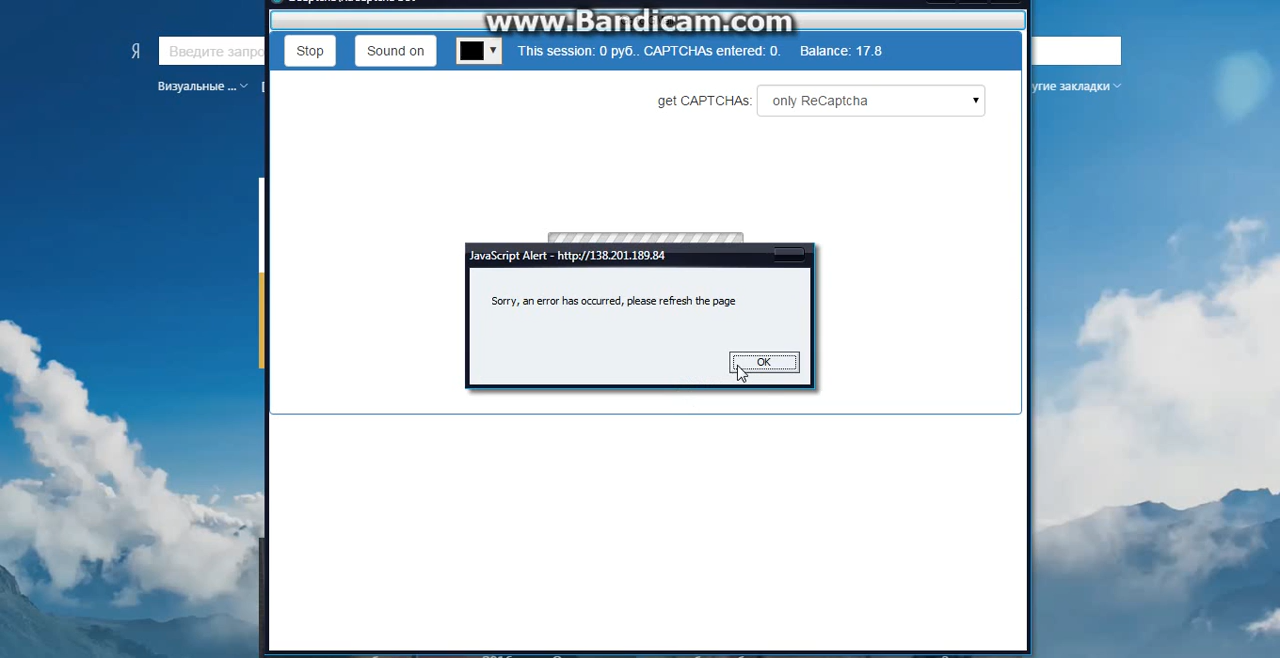 www.Bandicam.com
Я
Введите запро
Stop
Sound on
This session: 0 руб.. CAPTCHAs entered: 0.
Balance: 17.8
Визуальные ...
угие закладки
get CAPTCHAs:
only ReCaptcha
JavaScript Alert - http://138.201.189.84
Sorry, an error has occurred, please refresh the page
OK